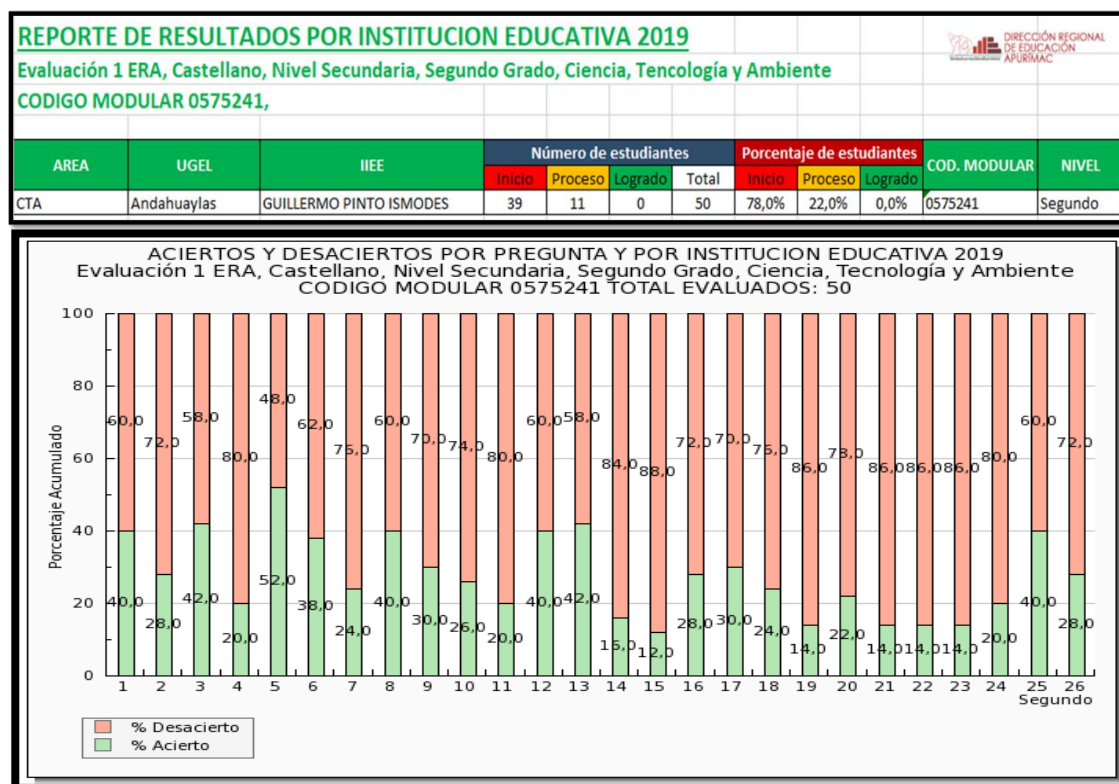 REPORTE DE RESULTADOS POR INSTITUCION EDUCATIVA 2019
DIRECCIÓN REGIONAL
DE EDUCACIÓN
APURÍMAC
Evaluación 1 ERA, Castellano, Nivel Secundaria, Segundo Grado, Ciencia, Tencología y Ambiente
CODIGO MODULAR 0575241,
AREA UGEL IIEE Número de estudiantes Porcentaje de estudiantes COD. MODULAR NIVEL
Inicio Proceso Logrado Total Inicio Proceso Logrado
CTA Andahuaylas GUILLERMO PINTO ISMODES 39 11 0 50 78,0% 22,0% 0,0% 0575241 Segundo
ACIERTOS Y DESACIERTOS POR PREGUNTA Y POR INSTITUCION EDUCATIVA 2019
Evaluación 1 ERA, Castellano, Nivel Secundaria, Segundo Grado, Ciencia, Tecnología y Ambiente
CODIGO MODULAR 0575241 TOTAL EVALUADOS: 50
Porcentaje Acumulado
100
80
60
40
20
0
60,0 72,0 58,0 80,0 48,0 62,0 76,0 60,0 70,0 74,0 80,0 60,0 58,0 84,0 88,0 72,0 70,0 76,0 86,0 78,0 86,0 86,0 86,0 80,0 60,0 72,0
40,0 28,0 42,0 20,0 52,0 38,0 24,0 40,0 30,0 26,0 20,0 40,0 42,0 16,0 12,0 28,0 30,0 24,0 14,0 22,0 14,0 14,0 14,0 20,0 40,0 28,0
1 2 3 4 5 6 7 8 9 10 11 12 13 14 15 16 17 18 19 20 21 22 23 24 25 26
Segundo
% Desacierto
% Acierto